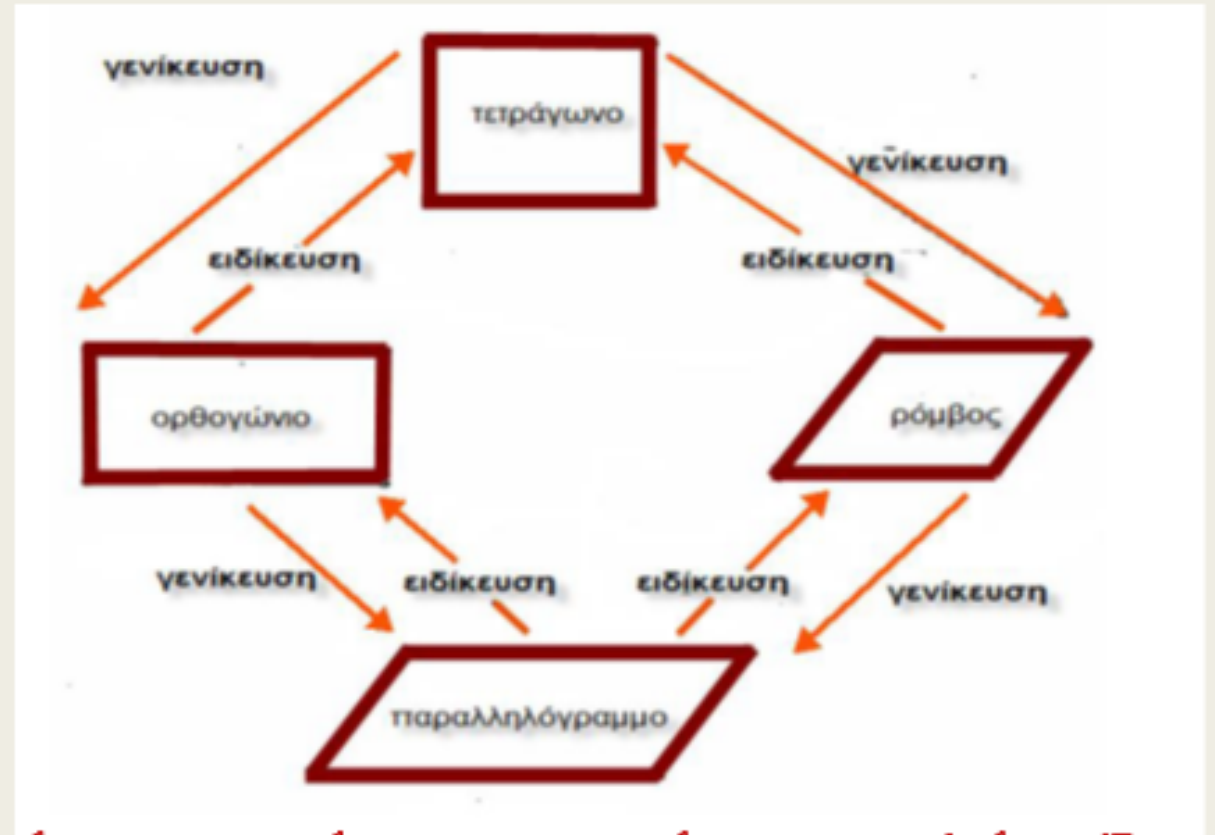 γενίκευση
τετράγωνο
γενίκευση
ειδίκευση
ειδίκευση
ορθογώνιο
ρόμβος
γενίκευση
ειδίκευση
ειδίκευση
γενίκευση
παραλληλόγραμμο